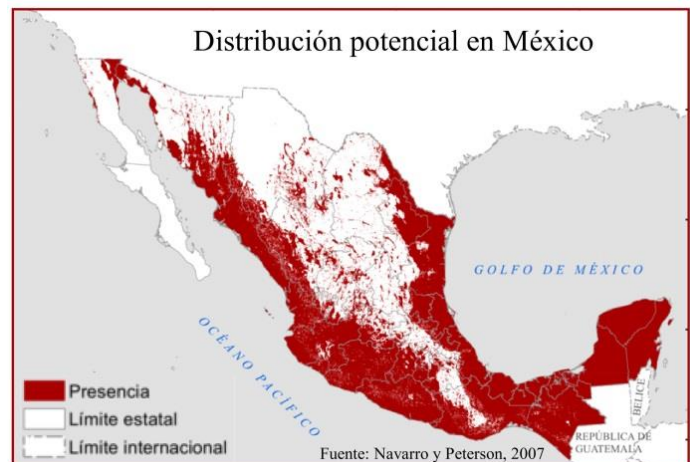 Distribución potencial en México
GOLFO DE MÉXICO
OCÉANO PACÍFICO
BELICE
REPÚBLICA DE
GUATEMALA
Presencia
Límite estatal
Límite internacional
Fuente: Navarro y Peterson, 2007